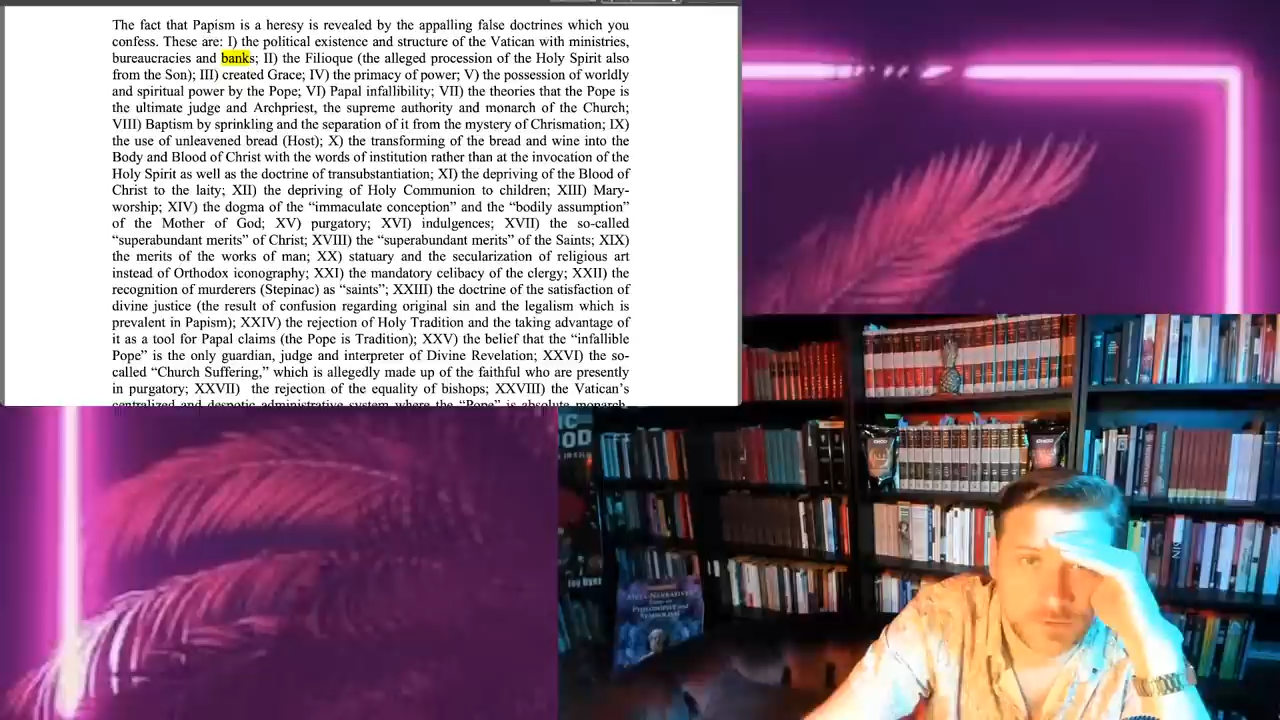 The fact that Papism is a heresy is revealed by the appalling false doctrines which you
confess. These are: I) the political existence and structure of the Vatican with ministries,
bureaucracies and banks; II) the Filioque (the alleged procession of the Holy Spirit also
from the Son); III) created Grace; IV) the primacy of power; V) the possession of worldly
and spiritual power by the Pope; VI) Papal infallibility; VII) the theories that the Pope is
the ultimate judge and Archpriest, the supreme authority and monarch of the Church;
VIII) Baptism by sprinkling and the separation of it from the mystery of Chrismation; IX)
the use of unleavened bread (Host); X) the transforming of the bread and wine into the
Body and Blood of Christ with the words of institution rather than at the invocation of the
Holy Spirit as well as the doctrine of transubstantiation; XI) the depriving of the Blood of
Christ to the laity; XII) the depriving of Holy Communion to children; XIII) Mary-
worship; XIV) the dogma of the “immaculate conception” and the “bodily assumption”
of the Mother of God; XV) purgatory; XVI) indulgences; XVII) the so-called
“superabundant merits” of Christ; XVIII) the “superabundant merits” of the Saints; XIX)
the merits of the works of man; XX) statuary and the secularization of religious art
instead of Orthodox iconography; XXI) the mandatory celibacy of the clergy; XXII) the
recognition of murderers (Stepinac) as “saints”; XXIII) the doctrine of the satisfaction of
divine justice (the result of confusion regarding original sin and the legalism which is
prevalent in Papism); XXIV) the rejection of Holy Tradition and the taking advantage of
it as a tool for Papal claims (the Pope is Tradition); XXV) the belief that the “infallible
Pope” is the only guardian, judge and interpreter of Divine Revelation; XXVI) the so-
called “Church Suffering,” which is allegedly made up of the faithful who are presently
in purgatory; XXVII) the rejection of the equality of bishops; XXVIII) the Vatican’s
centralized and despotic administrative system where the “Pope” is absolute monarch,
PHILOSOPHY and
SYMBOLISM